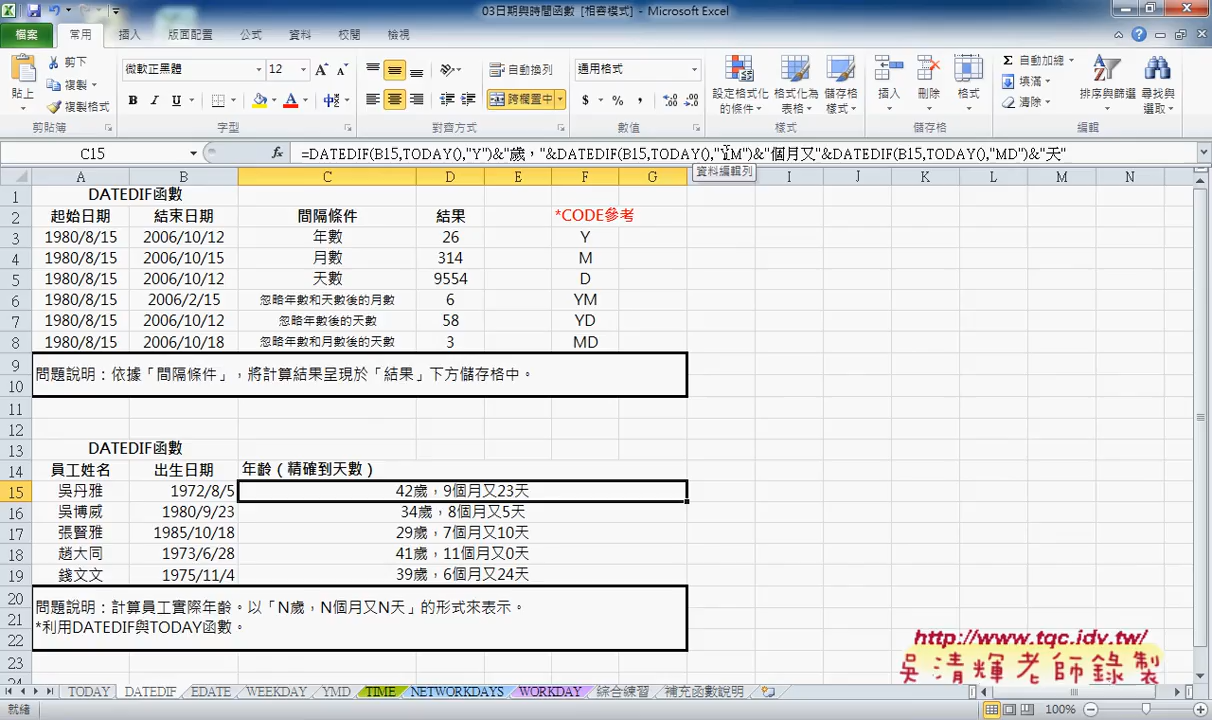 03日期與時間函數 [相容模式] - Microsoft Excel
檔案 常用 插入 版面配置 公式 資料 校閱 檢視
貼上 剪下 複製 複製格式 剪貼簿
微軟正黑體 12 B I U 字型
自動換列 跨欄置中 對齊方式
通用格式 $ % , 數值
設定格式化的條件 格式化為表格 儲存格樣式 樣式
插入 刪除 格式 儲存格
Σ 自動加總 填滿 清除 排序與篩選 尋找與選取 編輯
C15 fx =DATEDIF(B15,TODAY(),"Y")&"歲，"&DATEDIF(B15,TODAY(),"YM")&"個月又"&DATEDIF(B15,TODAY(),"MD")&"天"
資料編輯列
A B C D E F G I J K L M N
1 DATEDIF函數
2 起始日期 結束日期 間隔條件 結果 *CODE參考
3 1980/8/15 2006/10/12 年數 26 Y
4 1980/8/15 2006/10/15 月數 314 M
5 1980/8/15 2006/10/12 天數 9554 D
6 1980/8/15 2006/2/15 忽略年數和天數後的月數 6 YM
7 1980/8/15 2006/10/12 忽略年數後的天數 58 YD
8 1980/8/15 2006/10/18 忽略年數和月數後的天數 3 MD
9
問題說明：依據「間隔條件」，將計算結果呈現於「結果」下方儲存格中。
10
11
12
13 DATEDIF函數
14 員工姓名 出生日期 年齡（精確到天數）
15 吳丹雅 1972/8/5 42歲，9個月又23天
16 吳博威 1980/9/23 34歲，8個月又5天
17 張賢雅 1985/10/18 29歲，7個月又10天
18 趙大同 1973/6/28 41歲，11個月又0天
19 錢文文 1975/11/4 39歲，6個月又24天
20 問題說明：計算員工實際年齡。以「N歲，N個月又N天」的形式來表示。
21 *利用DATEDIF與TODAY函數。
22
23
http://www.tqc.idv.tw/
吳清輝老師錄製
TODAY DATEDIF EDATE WEEKDAY YMD TIME NETWORKDAYS WORKDAY 綜合練習 補充函數說明
就緒 100%